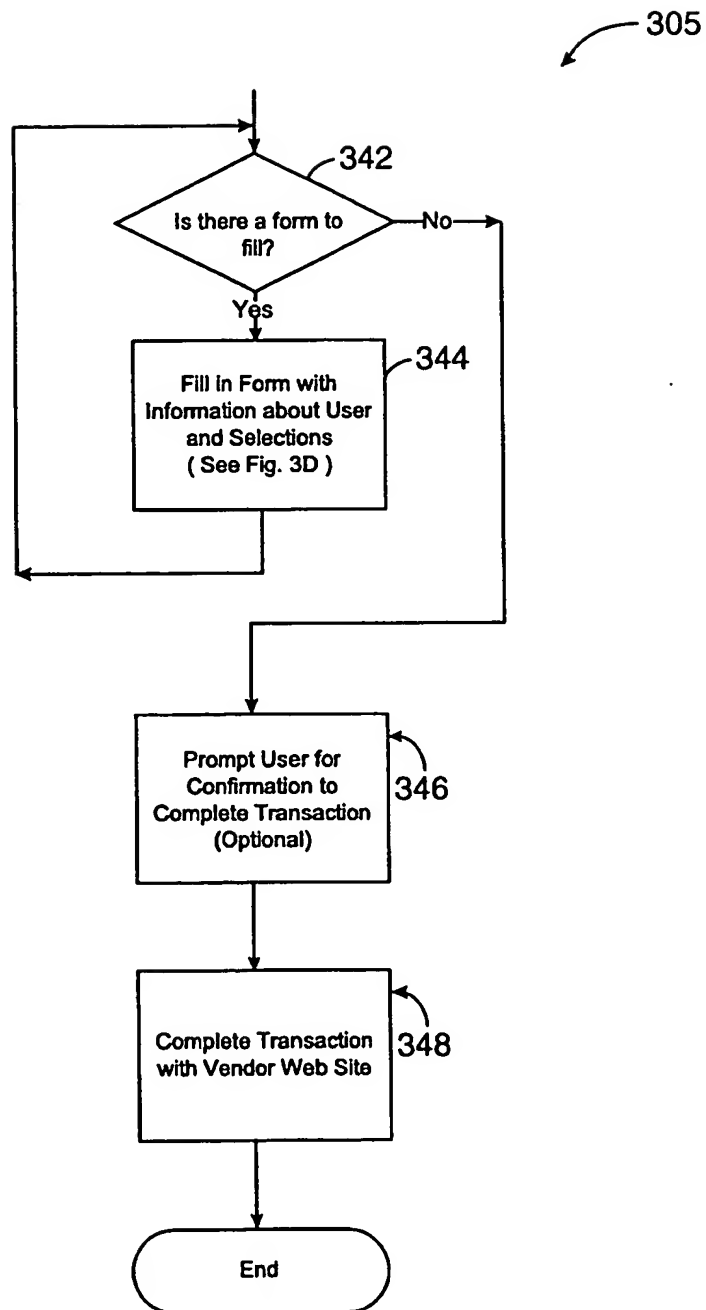 305
342
Is there a form to
fill?
No
Yes
344
Fill in Form with
Information about User
and Selections
( See Fig. 3D )
Prompt User for
Confirmation to
Complete Transaction
(Optional)
346
Complete Transaction
with Vendor Web Site
348
End